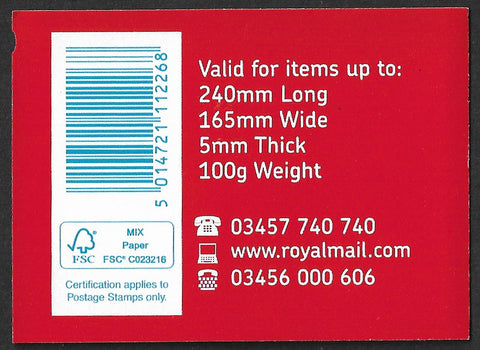 5 014721 112268
MIX
Paper
FSC
FSC® C023216
Certification applies to
Postage Stamps only.
Valid for items up to:
240mm Long
165mm Wide
5mm Thick
100g Weight
03457 740 740
www.royalmail.com
03456 000 606